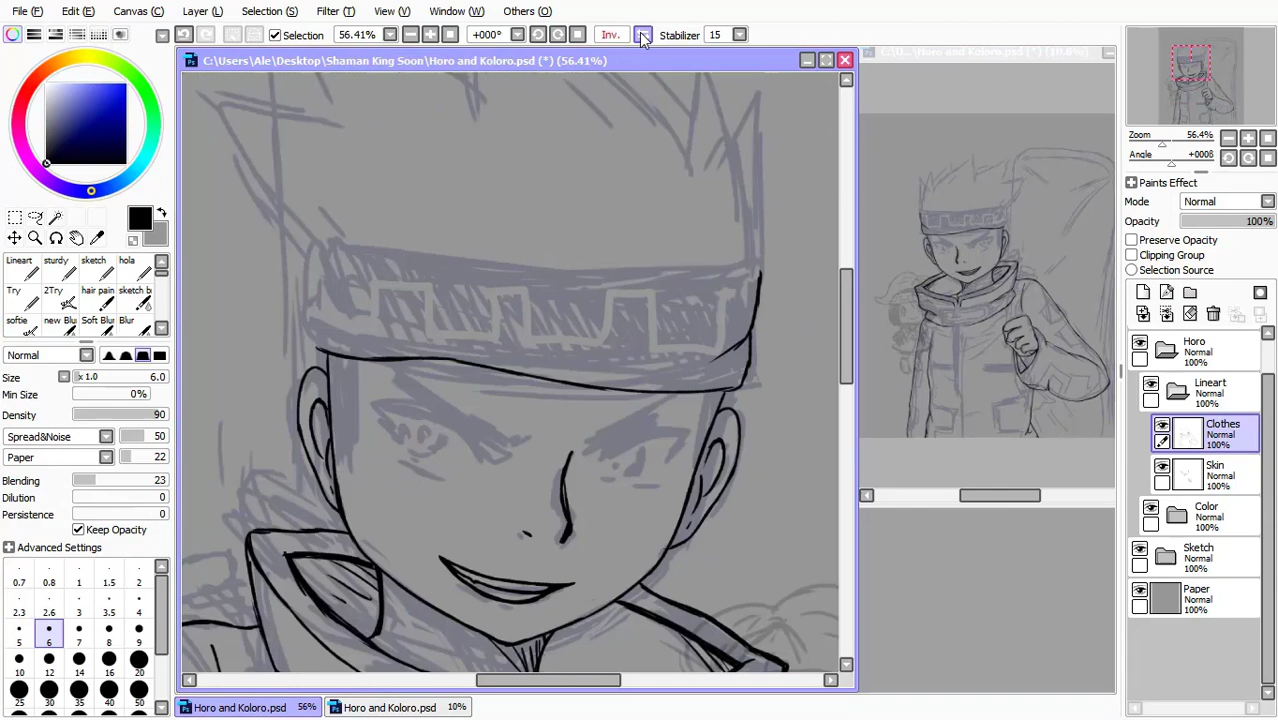 File (F) Edit (E) Canvas (C) Layer (L) Selection (S) Filter (T) View (V) Window (W) Others (O)
Selection 56.41% +000° Inv. Stabilizer 15
C:\Users\Ale\Desktop\Shaman King Soon\Horo and Koloro.psd (*) (56.41%)
Zoom 56.4%
Angle +000
Paints Effect
Mode Normal
Opacity 100%
Preserve Opacity
Clipping Group
Selection Source
Lineart sturdy sketch hola
Try 2Try hair pain sketch b
softie new Blur Soft Blur Blur
Normal
Size x 1.0 6.0
Min Size 0%
Density 90
Spread&Noise 50
Paper 22
Blending 23
Dilution 0
Persistence 0
Keep Opacity
Advanced Settings
0.7 0.8 1 1.5 2
2.3 2.6 3 3.5 4
5 6 7 8 9
10 12 14 16 20
25 30 35 40 50
Horo
Normal
100%
Lineart
Normal
100%
Clothes
Normal
100%
Skin
Normal
100%
Color
Normal
100%
Sketch
Normal
100%
Paper
Normal
100%
Horo and Koloro.psd 56% Horo and Koloro.psd 10%